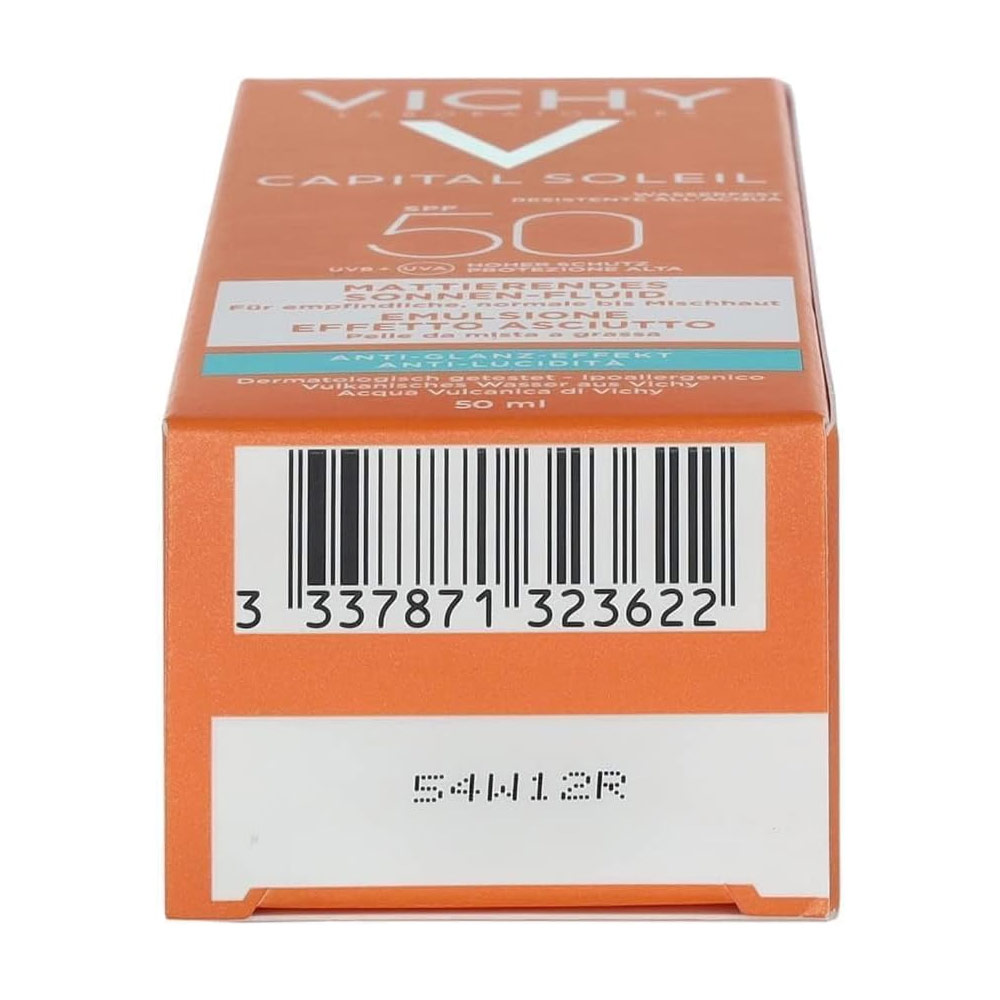 VICHY
LABORATOIRES
V
CAPITAL SOLEIL
WASSERFEST
RESISTENTE ALL'ACQUA
SPF
50
UVB + UVA
HOHER SCHUTZ
PROTEZIONE ALTA
MATTIERENDES
SONNEN-FLUID
Für empfindliche, normale bis Mischhaut
EMULSIONE
EFFETTO ASCIUTTO
Pelle da mista a grassa
ANTI-GLANZ-EFFEKT
ANTI-LUCIDITÀ
Dermatologisch getestet - Ipoallergenico
Vulkanisches Wasser aus Vichy
Acqua Vulcanica di Vichy
50 ml
3 337871 323622
54W12R